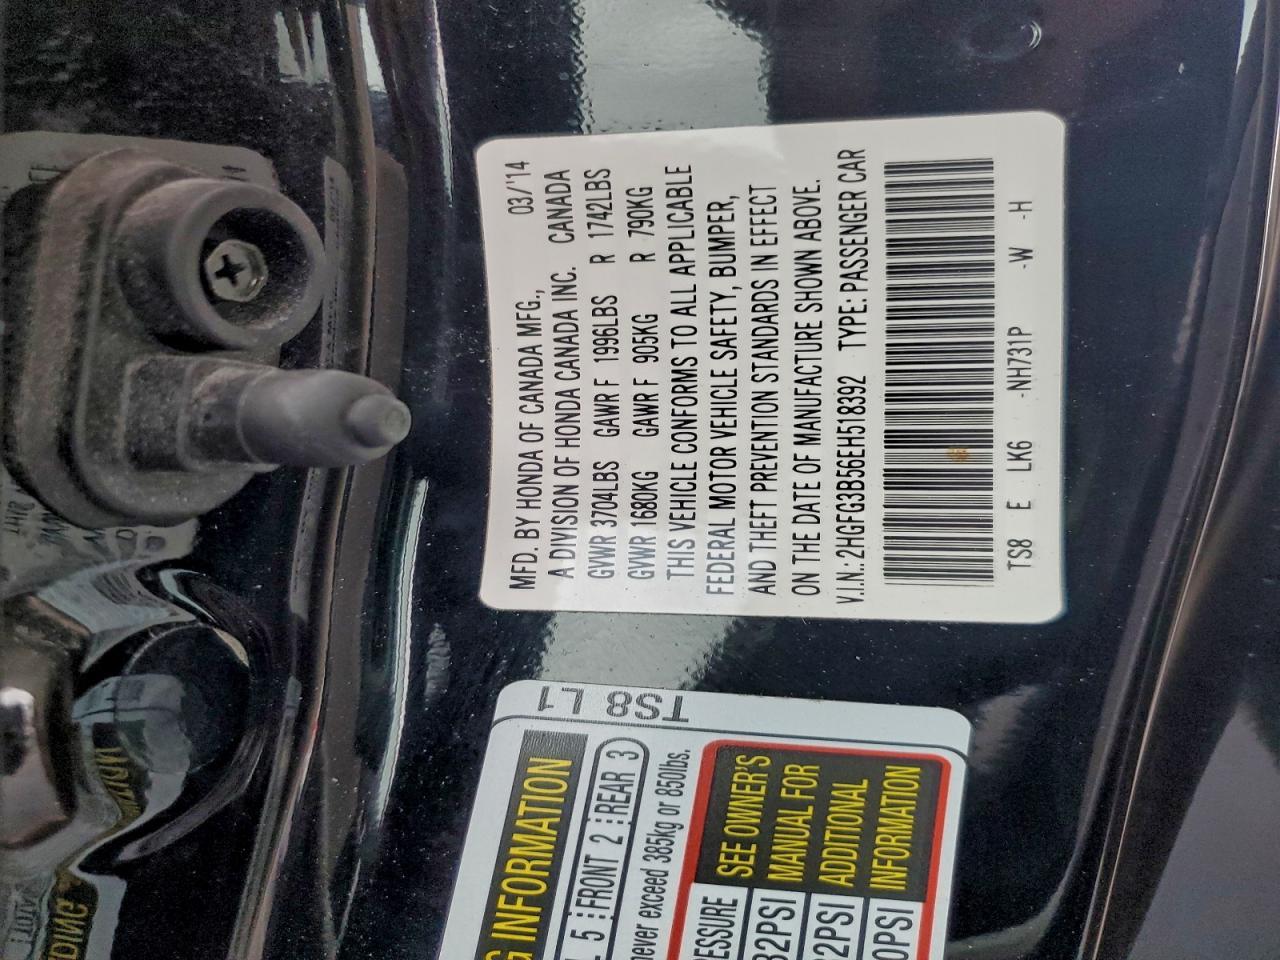 MFD. BY HONDA OF CANADA MFG., 03/'14
A DIVISION OF HONDA CANADA INC. CANADA
GVWR 3704LBS GAWR F 1996LBS R 1742LBS
GVWR 1680KG GAWR F 905KG R 790KG
THIS VEHICLE CONFORMS TO ALL APPLICABLE
FEDERAL MOTOR VEHICLE SAFETY, BUMPER,
AND THEFT PREVENTION STANDARDS IN EFFECT
ON THE DATE OF MANUFACTURE SHOWN ABOVE.
V.I.N.: 2HGFG3B56EH518392 TYPE: PASSENGER CAR
TS8 E LK6 -NH731P -W -H
TS8
INFORMATION
5 FRONT 2 REAR 3
never exceed 385kg or 850lbs.
SEE OWNER'S
MANUAL FOR
ADDITIONAL
INFORMATION